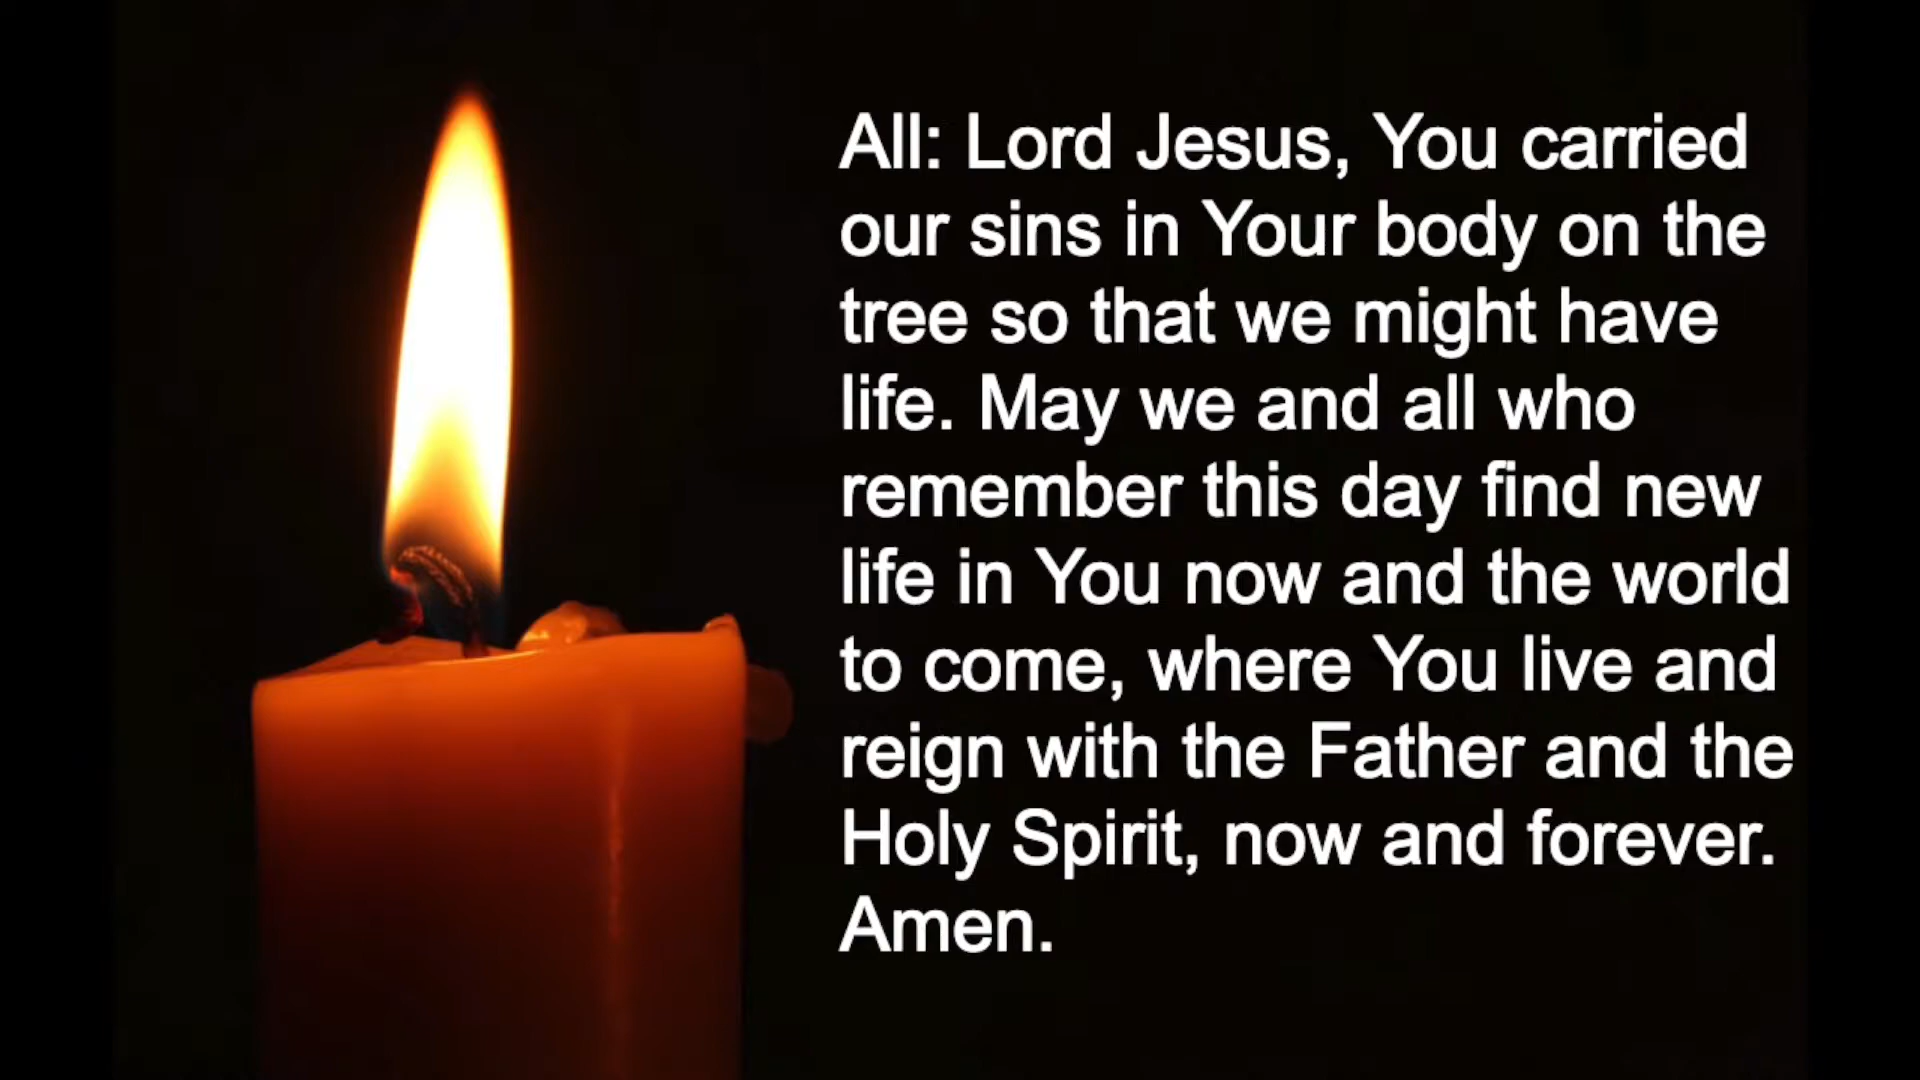 All: Lord Jesus, You carried
our sins in Your body on the
tree so that we might have
life. May we and all who
remember this day find new
life in You now and the world
to come, where You live and
reign with the Father and the
Holy Spirit, now and forever.
Amen.